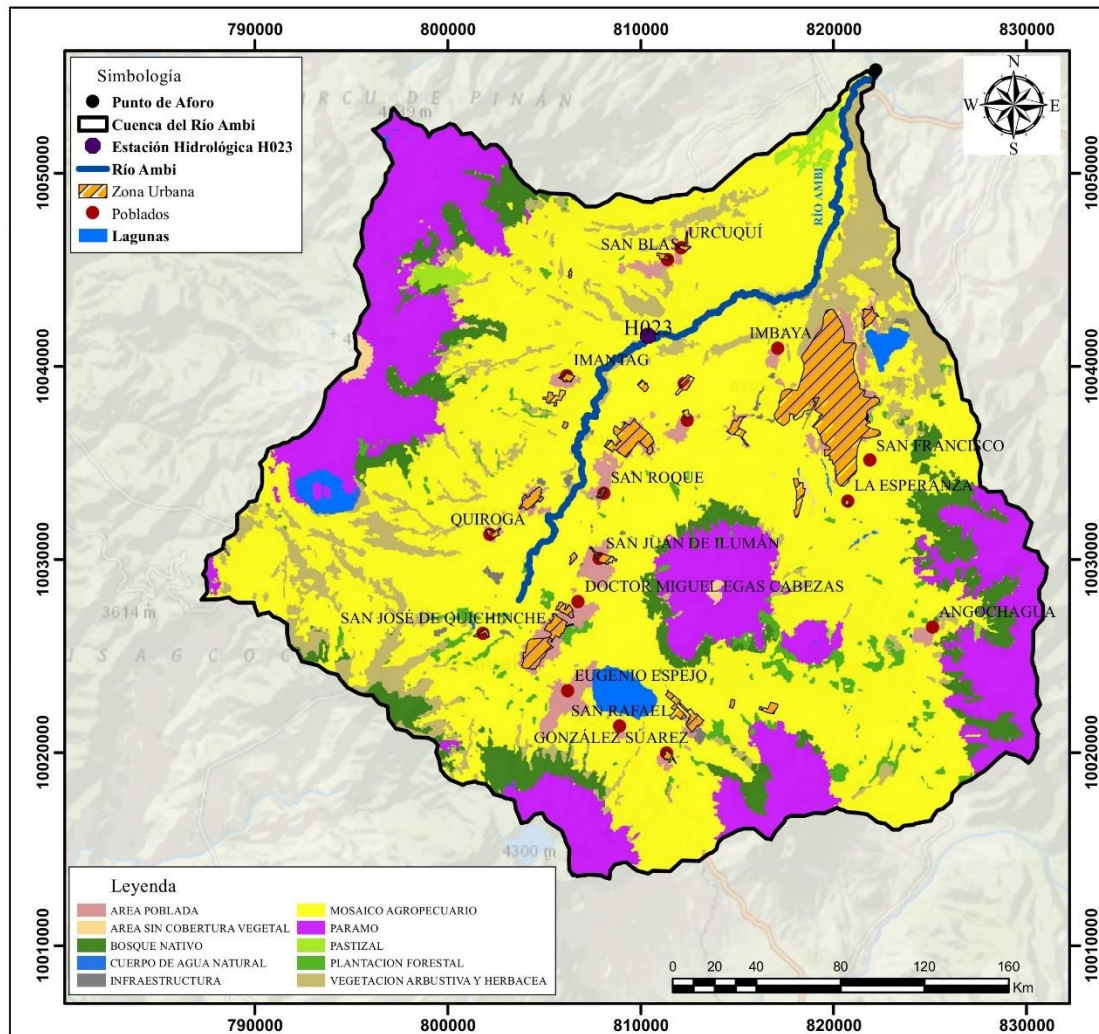 790000 800000 810000 820000 830000
Simbología
Punto de Aforo
Cuenca del Río Ambi
Estación Hidrológica H023
Río Ambi
Zona Urbana
Poblados
Lagunas
N
W E
S
10050000
10050000
RÍO AMBI
URCUQUÍ
SAN BLAS
H023
IMBAYA
10040000
10040000
IMANTAG
SAN FRANCISCO
LA ESPERANZA
SAN ROQUE
QUIROGA
10030000
10030000
SAN JUAN DE ILUMÁN
DOCTOR MIGUEL EGAS CABEZAS
3614 m
SAN JOSÉ DE QUICHINCHE
ANGOCHAGUA
EUGENIO ESPEJO
SAN RAFAEL
GONZÁLEZ SÚAREZ
10020000
10020000
4300 m
Leyenda
AREA POBLADA
AREA SIN COBERTURA VEGETAL
BOSQUE NATIVO
CUERPO DE AGUA NATURAL
INFRAESTRUCTURA
MOSAICO AGROPECUARIO
PARAMO
PASTIZAL
PLANTACION FORESTAL
VEGETACION ARBUSTIVA Y HERBACEA
10010000
10010000
0 20 40 80 120 160
Km
790000 800000 810000 820000 830000